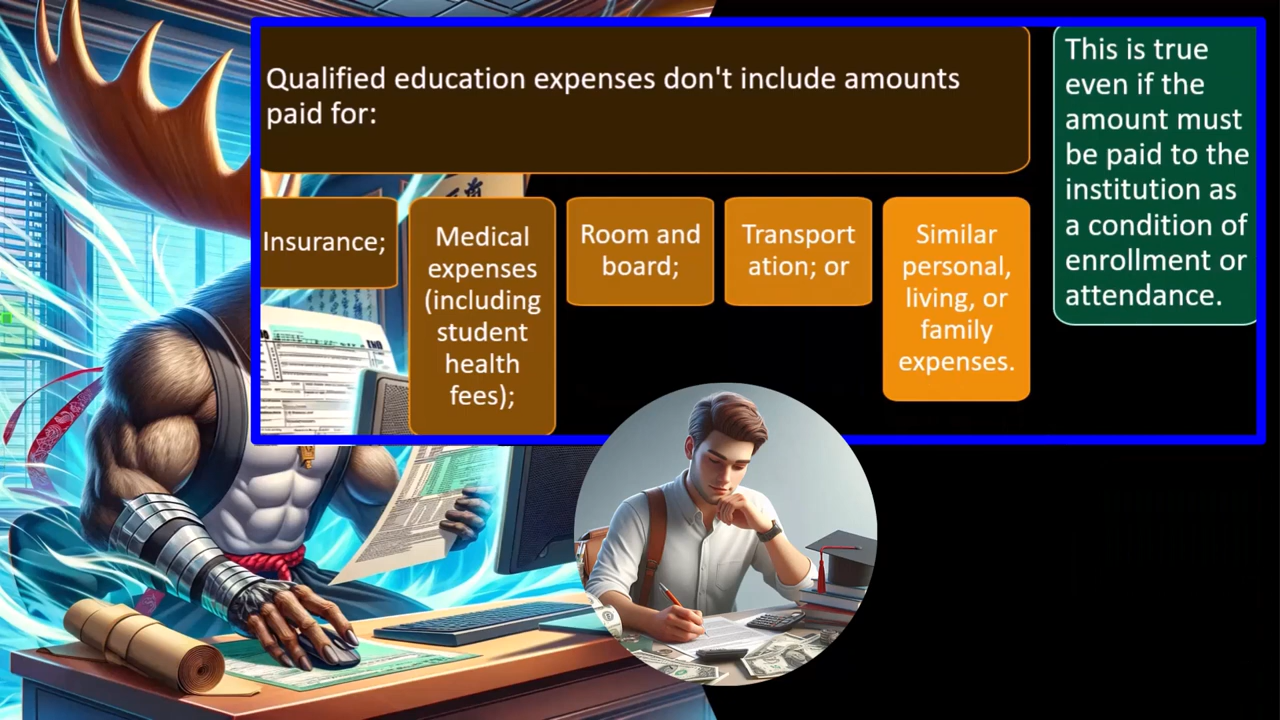 Qualified education expenses don't include amounts
paid for:
Insurance;
Medical
expenses
(including
student
health
fees);
Room and
board;
Transport
ation; or
Similar
personal,
living, or
family
expenses.
This is true
even if the
amount must
be paid to the
institution as
a condition of
enrollment or
attendance.